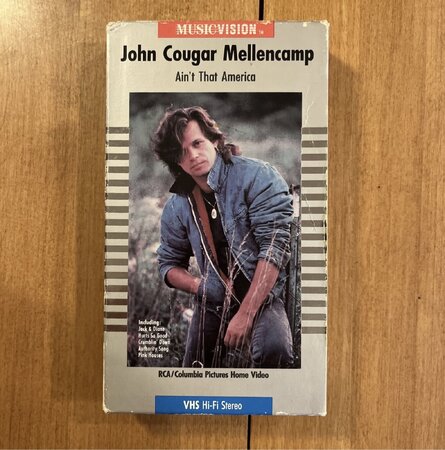 MUSICVISION™
John Cougar Mellencamp
Ain't That America
Including:
Jack & Diane
Hurts So Good
Crumblin' Down
Authority Song
Pink Houses
RCA/Columbia Pictures Home Video
VHS Hi-Fi Stereo